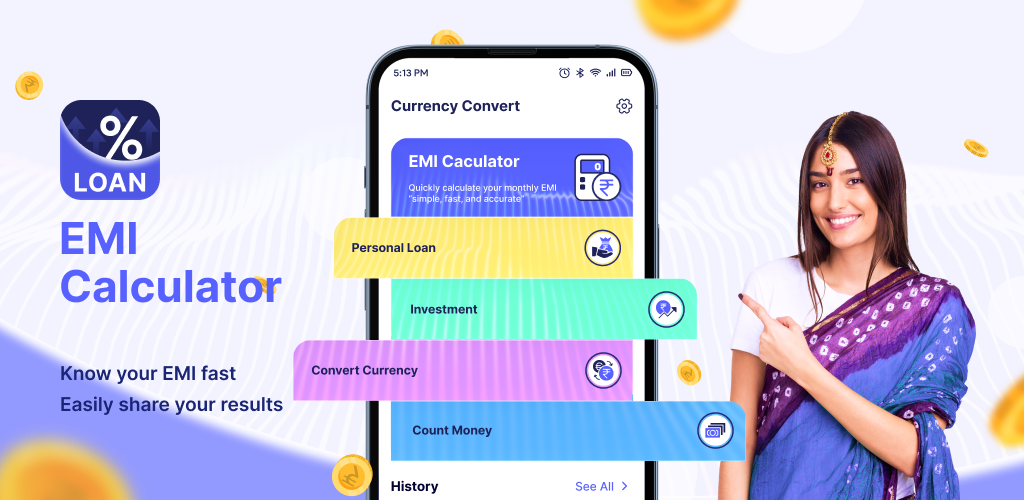 %
LOAN
EMI
Calculator
Know your EMI fast
Easily share your results
5:13 PM
Currency Convert
EMI Caculator
Quickly calculate your monthly EMI
"simple, fast, and accurate"
0
₹
Personal Loan
Investment
Convert Currency
Count Money
History
See All